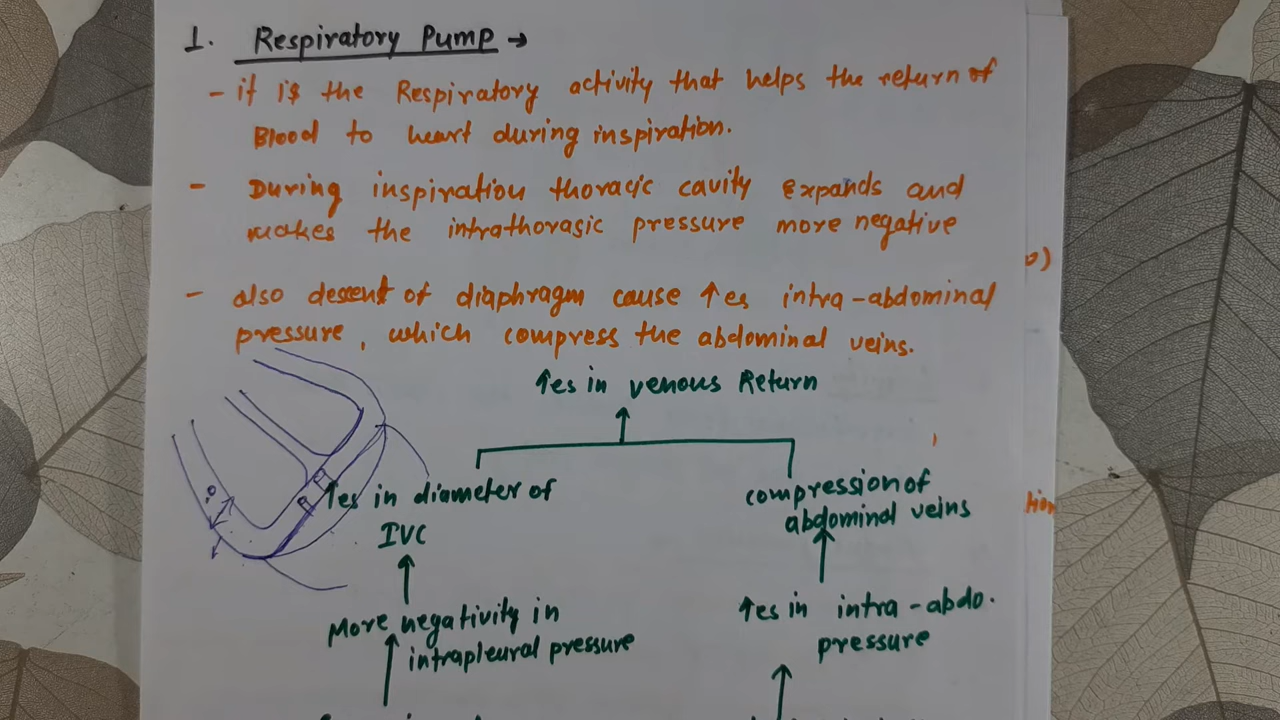 1. Respiratory Pump →
- it is the Respiratory activity that helps the return of
Blood to heart during inspiration.
- During inspiration thoracic cavity Expands and
makes the intrathorasic pressure more negative
- also descent of diaphragm cause ↑es intra-abdominal
pressure, which compress the abdominal veins.
↑es in venous Return
↑es in diameter of
IVC
compression of
abdominal veins
More negativity in
intrapleural pressure
↑es in intra-abdo.
pressure